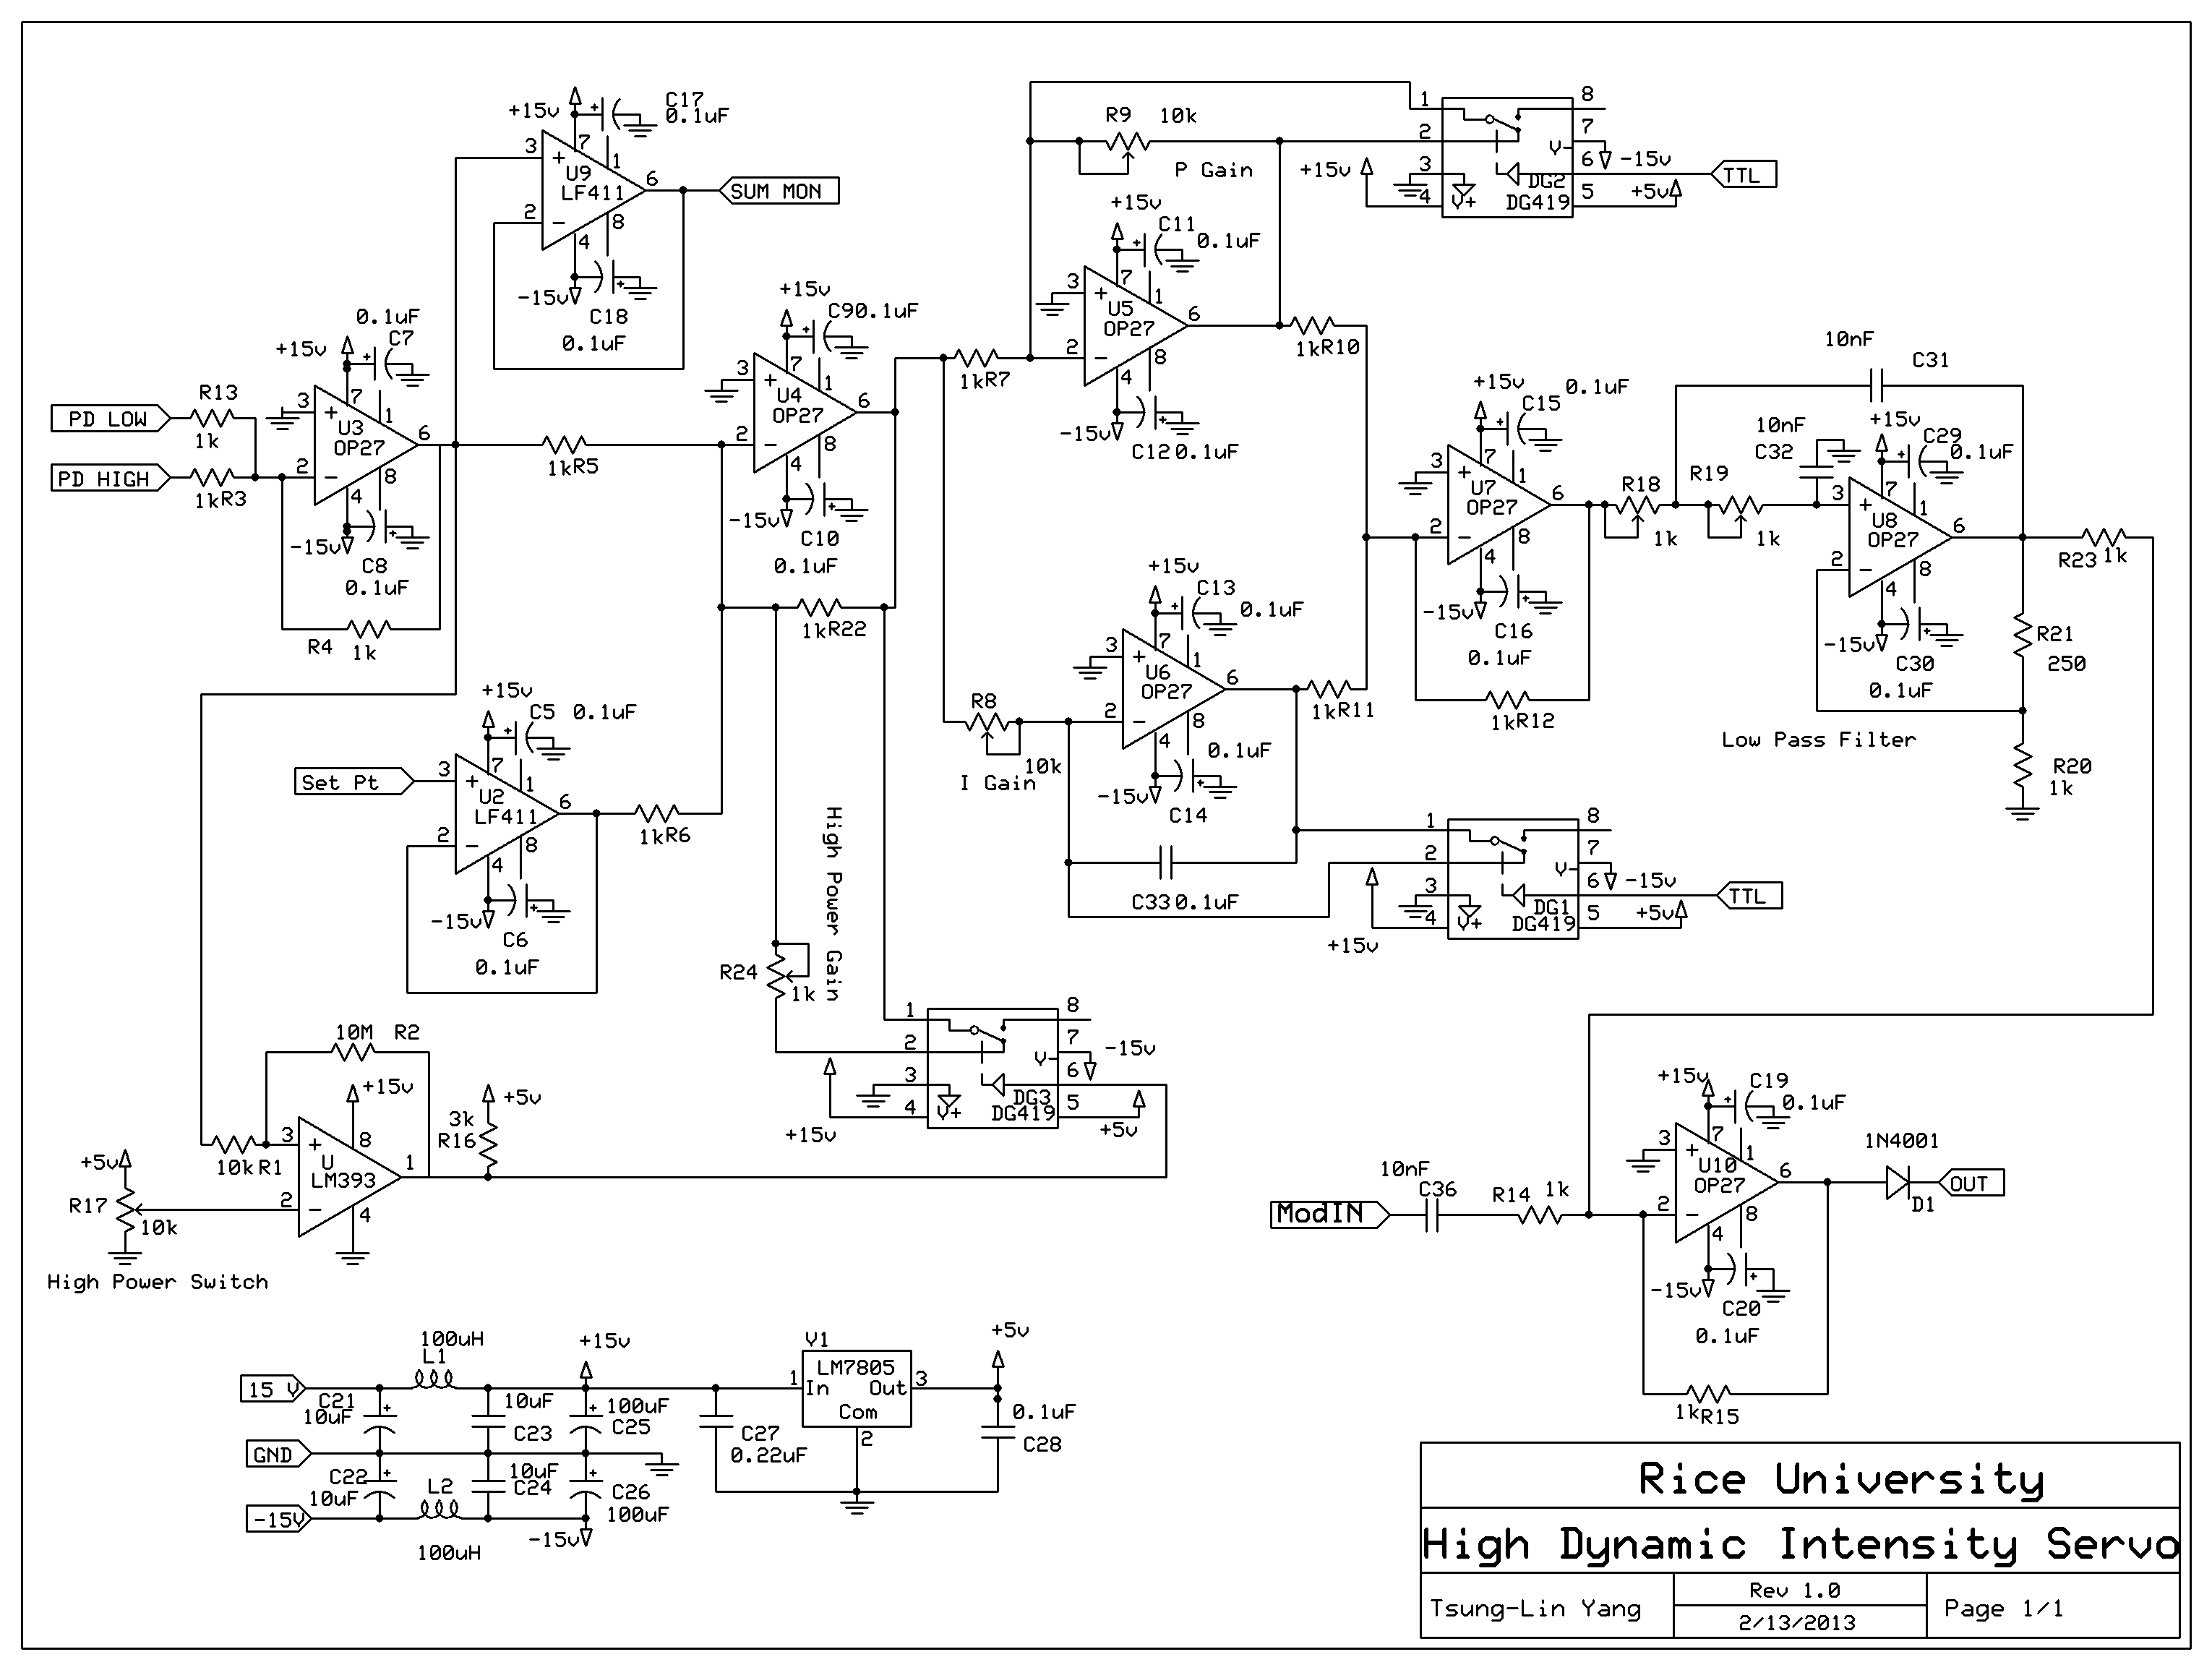 C17
0.1uF
+15v
3
7
+
1
U9
LF411
6
SUM MON
2
-
8
4
-15v
C18
0.1uF
R9
10k
P Gain
1
8
2
7
V-
+15v
3
6
-15v
TTL
DG2
4
V+
DG419
5
+5v
0.1uF
C7
+15v
R13
PD LOW
1k
3
7
+
1
U3
OP27
6
PD HIGH
1kR3
2
-
8
4
-15v
C8
0.1uF
R4
1k
+15v
C90.1uF
3
7
+
1
U4
OP27
6
1kR5
2
-
8
4
-15v
C10
0.1uF
1kR22
+15v
C11
0.1uF
3
7
+
1
U5
OP27
6
1kR7
2
-
8
4
-15v
C120.1uF
1kR10
+15v
C13
0.1uF
3
7
+
1
U6
OP27
6
R8
2
-
8
4
0.1uF
10k
I Gain
-15v
C14
1kR11
C330.1uF
+15v
C15
0.1uF
3
7
+
1
U7
OP27
6
2
-
8
4
-15v
C16
0.1uF
1kR12
10nF
C31
10nF
C32
+15v
C29
0.1uF
R18
R19
1k
1k
3
7
+
1
U8
OP27
6
2
-
8
4
-15v
C30
0.1uF
R23
1k
R21
250
R20
1k
Low Pass Filter
+15v
C5 0.1uF
Set Pt
3
7
+
1
U2
LF411
6
1kR6
2
-
8
4
-15v
C6
0.1uF
High Power Gain
R24
1k
1
8
2
7
V-
3
6
-15v
TTL
DG1
4
V+
DG419
5
+5v
+15v
1
8
2
7
-15v
V-
3
6
DG3
4
V+
DG419
5
+15v
+5v
10M R2
+15v
+5v
3k
R16
10kR1
3
8
+
U
LM393
1
+5v
R17
10k
2
-
4
High Power Switch
+15v
C19
0.1uF
1N4001
10nF
C36
R14 1k
ModIN
3
7
+
1
U10
OP27
6
OUT
D1
2
-
8
4
-15v
C20
0.1uF
1kR15
100uH
L1
+15v
V1
+5v
LM7805
15 V
1
In
Out
3
C21
10uF
10uF
C23
100uF
C25
Com
2
C27
0.22uF
0.1uF
C28
GND
C22
10uF
L2
10uF
C24
C26
100uF
-15V
-15v
100uH
Rice University
High Dynamic Intensity Servo
Tsung-Lin Yang
Rev 1.0
2/13/2013
Page 1/1